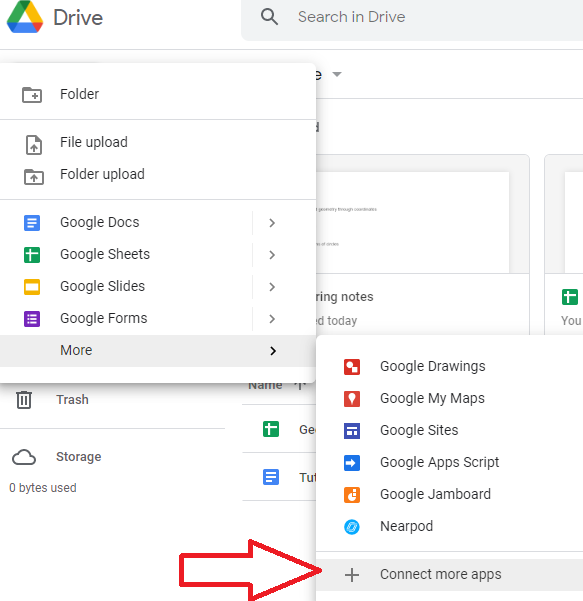 Drive
Search in Drive
e
Folder
d
File upload
Folder upload
geometry through coordinates
Google Docs
Google Sheets
rts of circles
Google Slides
ring notes
Google Forms
ed today
You
More
Google Drawings
Name
Trash
Google My Maps
Google Sites
Ge
Storage
Google Apps Script
Tut
0 bytes used
Google Jamboard
Nearpod
Connect more apps